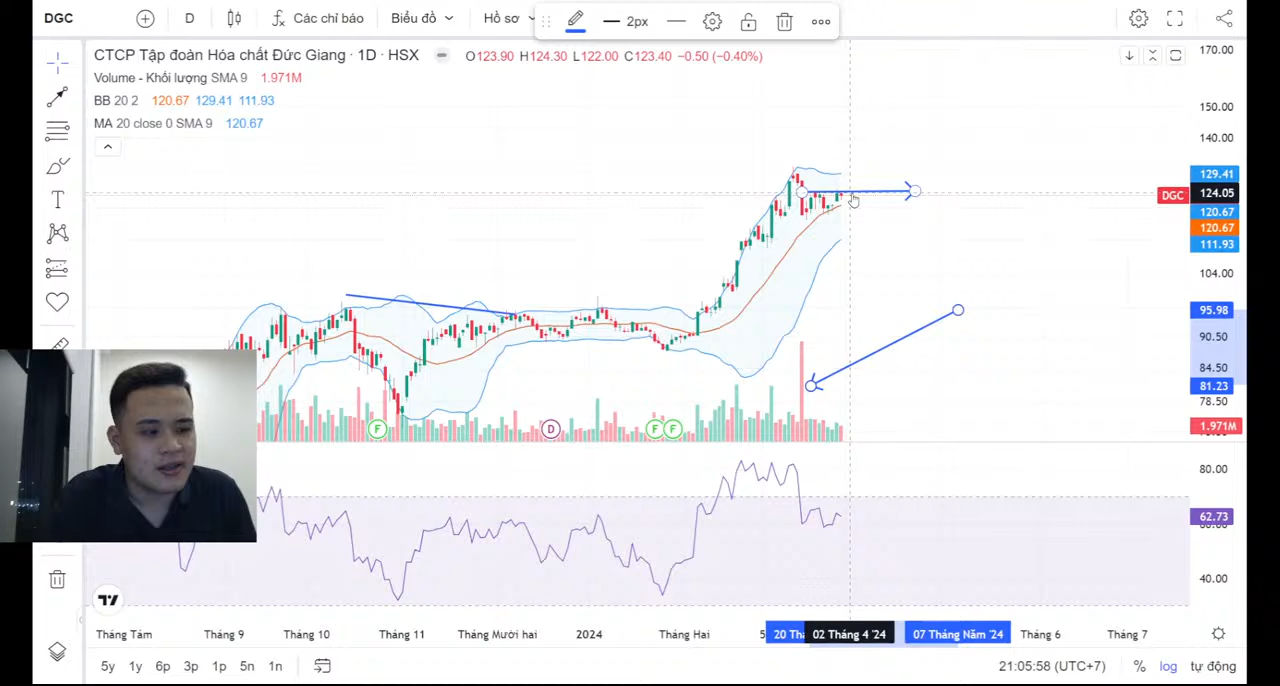 DGC D Các chỉ báo Biểu đồ Hồ sơ 2px
CTCP Tập đoàn Hóa chất Đức Giang · 1D · HSX O123.90 H124.30 L122.00 C123.40 −0.50 (−0.40%)
Volume - Khối lượng SMA 9 1.971M
BB 20 2 120.67 129.41 111.93
MA 20 close 0 SMA 9 120.67
170.00
150.00
140.00
129.41
DGC 124.05
120.67
120.67
111.93
104.00
95.98
90.50
84.50
81.23
78.50
1.971M
F D F F
80.00
62.73
40.00
Tháng Tám Tháng 9 Tháng 10 Tháng 11 Tháng Mười hai 2024 Tháng Hai 20 Thá 02 Tháng 4 '24 07 Tháng Năm '24 Tháng 6 Tháng 7
5y 1y 6p 3p 1p 5n 1n 21:05:58 (UTC+7) % log tự động